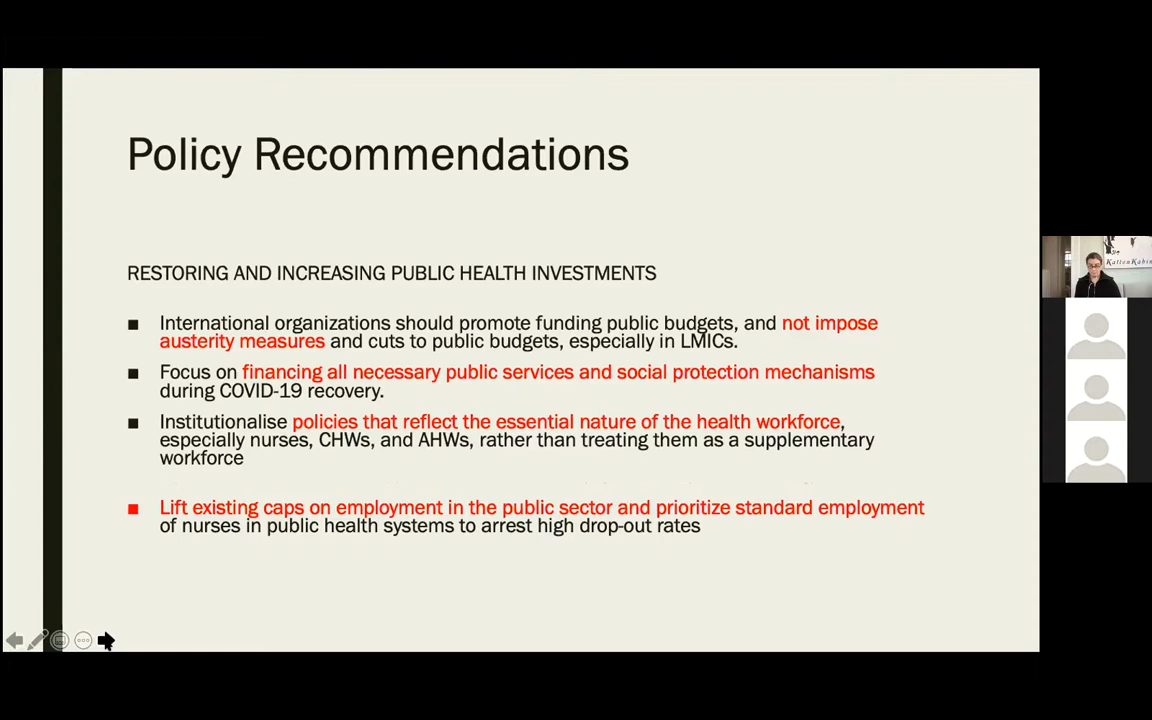 Policy Recommendations
RESTORING AND INCREASING PUBLIC HEALTH INVESTMENTS
■ International organizations should promote funding public budgets, and not impose
austerity measures and cuts to public budgets, especially in LMICs.
■ Focus on financing all necessary public services and social protection mechanisms
during COVID-19 recovery.
■ Institutionalise policies that reflect the essential nature of the health workforce,
especially nurses, CHWs, and AHWs, rather than treating them as a supplementary
workforce
■ Lift existing caps on employment in the public sector and prioritize standard employment
of nurses in public health systems to arrest high drop-out rates